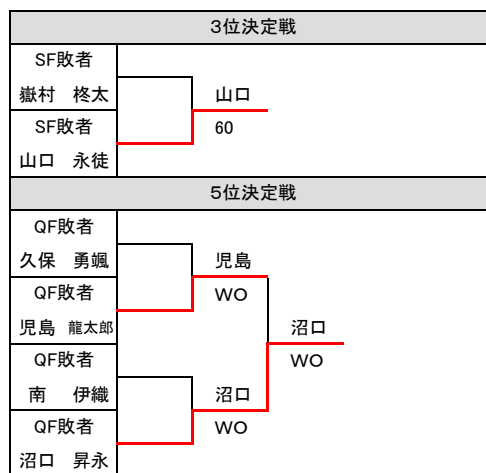 3位決定戦
SF敗者
嶽村　柊太
山口
SF敗者
60
山口　永徒
5位決定戦
QF敗者
久保　勇颯
児島
QF敗者
WO
児島　龍太郎
沼口
QF敗者
WO
南　伊織
沼口
QF敗者
WO
沼口　昇永